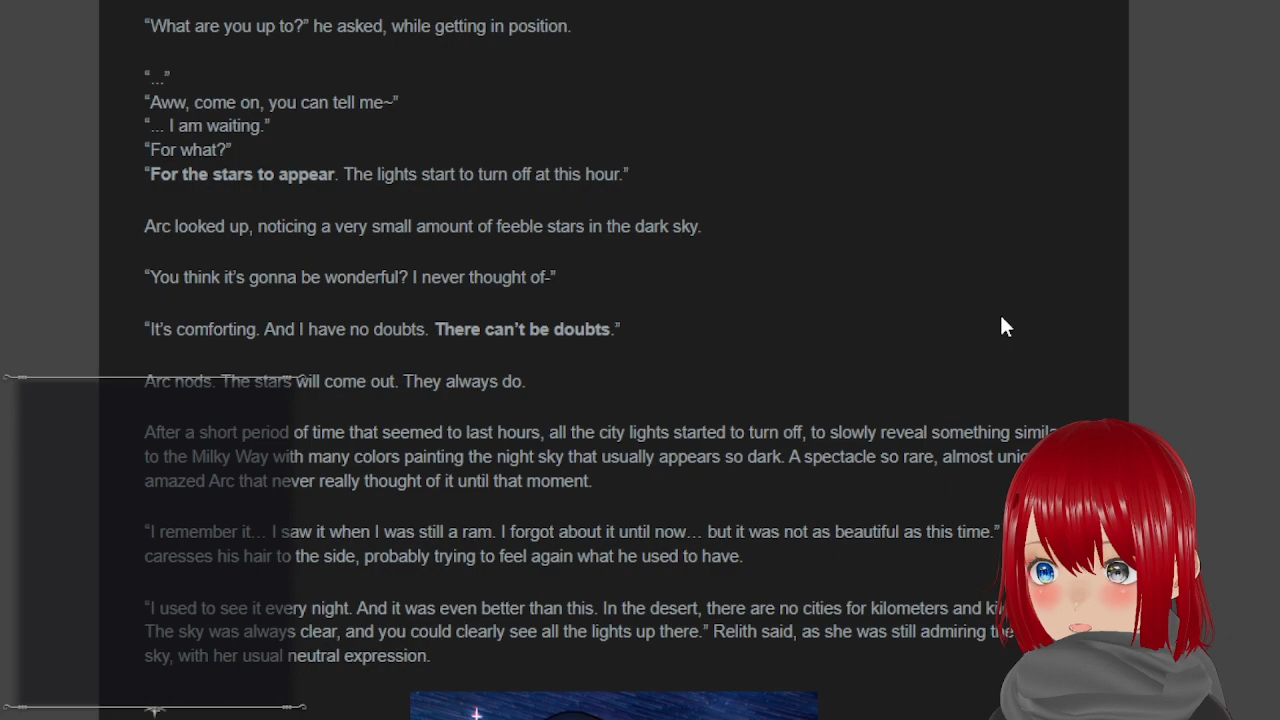 “What are you up to?” he asked, while getting in position.
“...”
“Aww, come on, you can tell me~”
“... I am waiting.”
“For what?”
“For the stars to appear. The lights start to turn off at this hour.”
Arc looked up, noticing a very small amount of feeble stars in the dark sky.
“You think it’s gonna be wonderful? I never thought of-”
“It’s comforting. And I have no doubts. There can’t be doubts.”
Arc nods. The stars will come out. They always do.
After a short period of time that seemed to last hours, all the city lights started to turn off, to slowly reveal something
to the Milky Way with many colors painting the night sky that usually appears so dark. A spectacle so rare, almost
amazed Arc that never really thought of it until that moment.
“I remember it… I saw it when I was still a ram. I forgot about it until now… but it was not as beautiful as this time.”
caresses his hair to the side, probably trying to feel again what he used to have.
“I used to see it every night. And it was even better than this. In the desert, there are no cities for kilometers and
The sky was always clear, and you could clearly see all the lights up there.” Relith said, as she was still admiring the
sky, with her usual neutral expression.